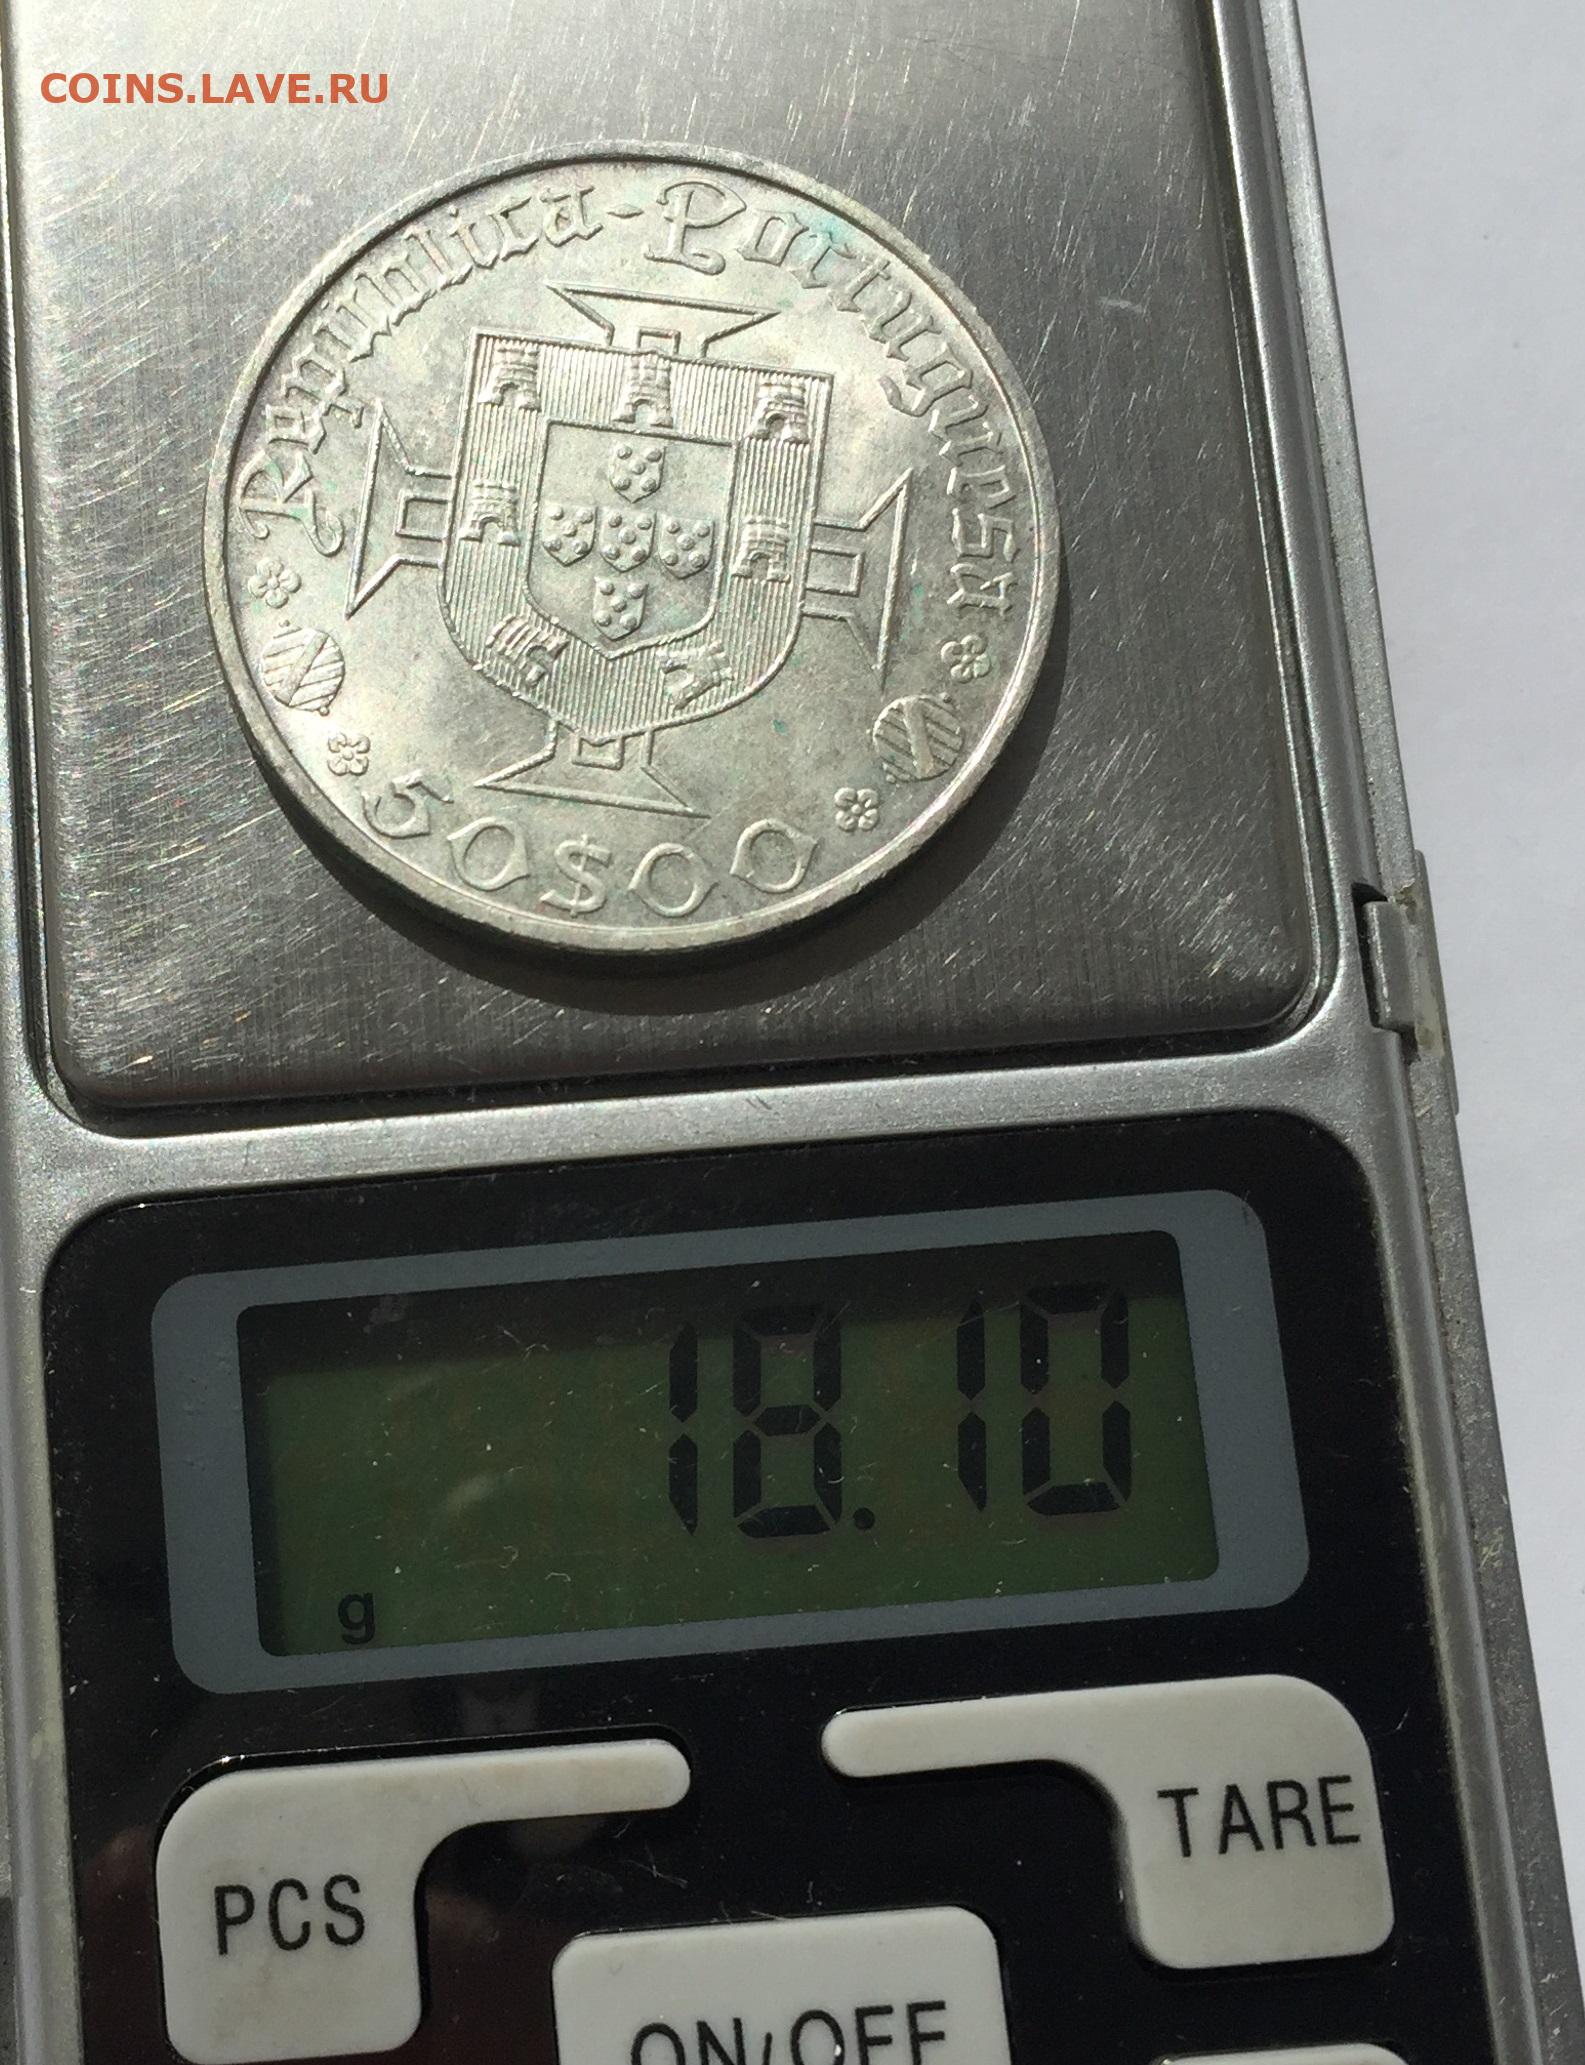 COINS.LAVE.RU
Republica-Portuguesa
50$00
18.10
g
PCS
TARE
ON/OFF